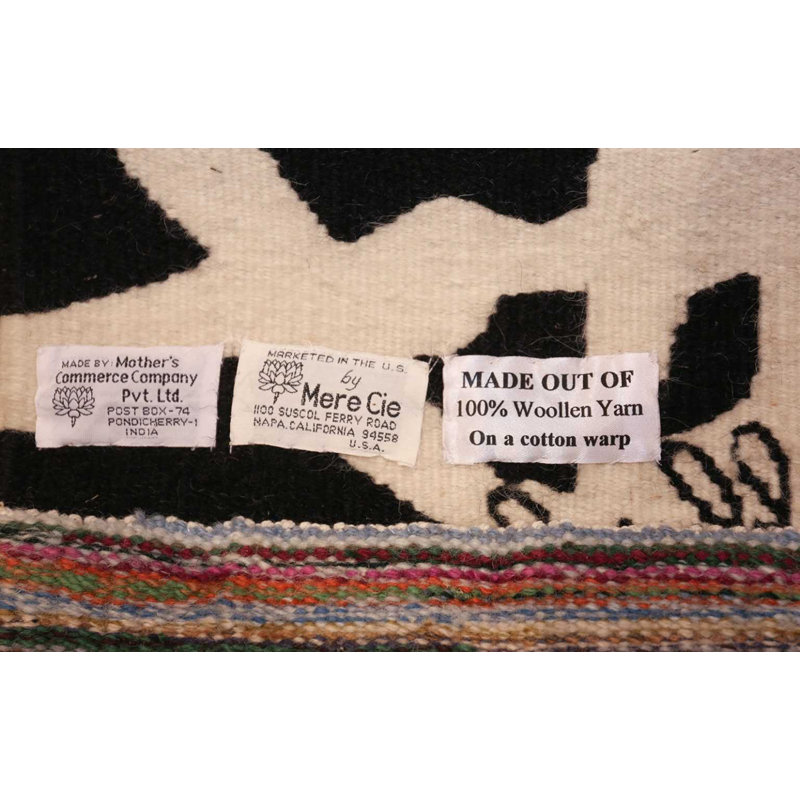 MADE BY: Mother's
Commerce Company
Pvt. Ltd.
POST BOX-74
PONDICHERRY-1
INDIA
MARKETED IN THE U.S.
by
Mere Cie
1100 SUSCOL FERRY ROAD
NAPA, CALIFORNIA 94558
U.S.A.
MADE OUT OF
100% Woollen Yarn
On a cotton warp